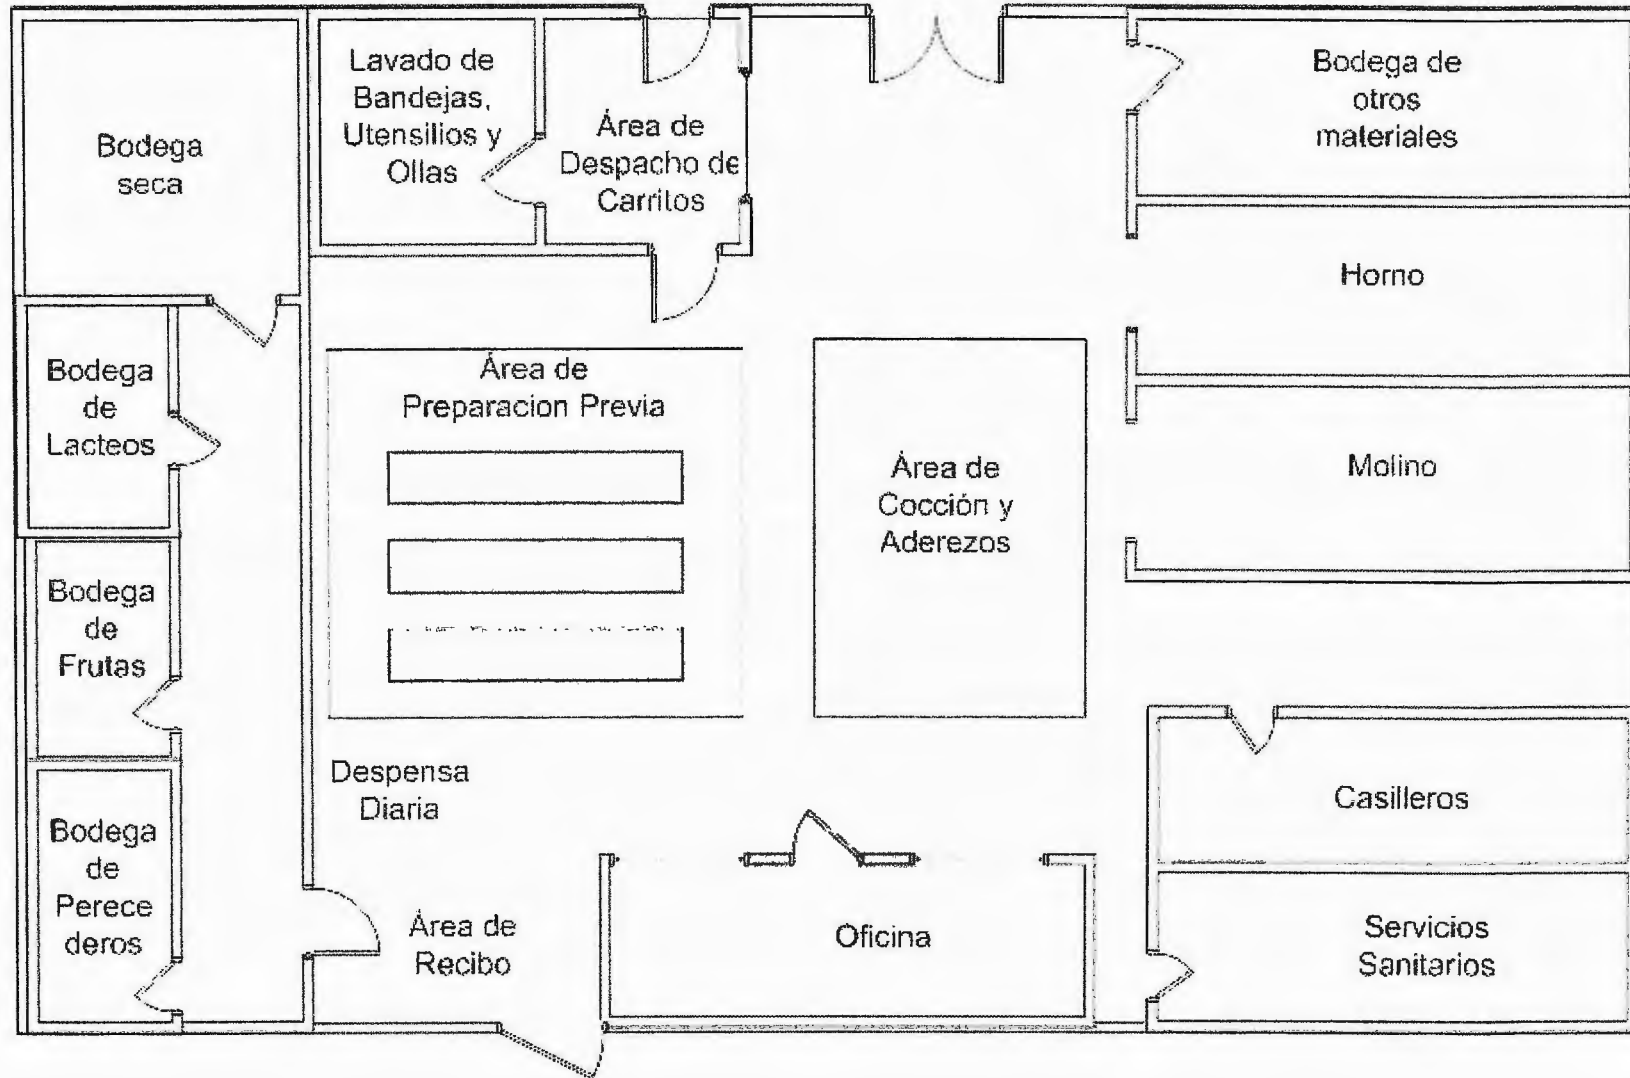 Bodega
seca
Lavado de
Bandejas,
Utensilios y
Ollas
Área de
Despacho de
Carritos
Bodega de
otros
materiales
Horno
Molino
Bodega
de
Lacteos
Área de
Preparacion Previa
Área de
Cocción y
Aderezos
Bodega
de
Frutas
Despensa
Diaria
Casilleros
Bodega
de
Perece
deros
Área de
Recibo
Oficina
Servicios
Sanitarios